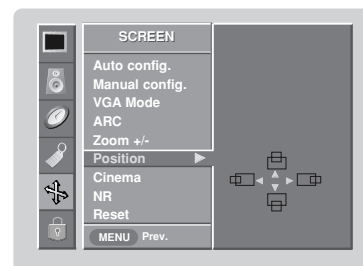 SCREEN
Auto config.
Manual config.
VGA Mode
ARC
Zoom +/-
Position
Cinema
NR
Reset
MENU Prev.